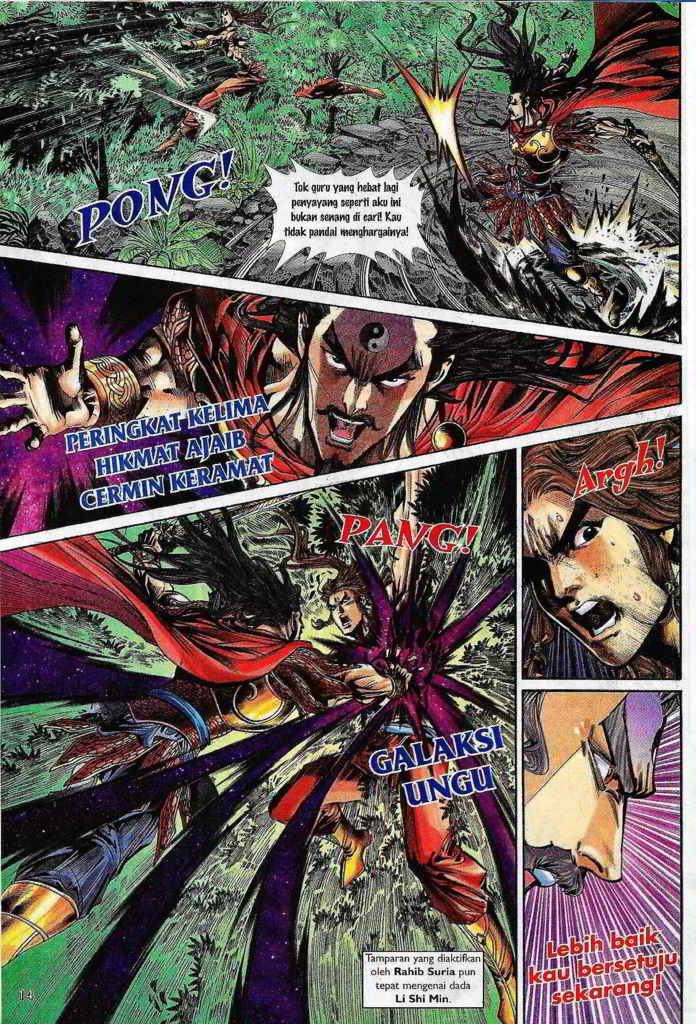 PONG!
Tok guru yang hebat lagi
penyayang seperti aku ini
bukan senang di cari! Kau
tidak pandai menghargainya!
PERINGKAT KELIMA
HIKMAT AJAIB
CERMIN KERAMAT
PANG!
Argh!
GALAKSI
UNGU
Lebih baik
kau bersetuju
sekarang!
Tamparan yang diaktifkan
oleh Rahib Suria pun
tepat mengenai dada
Li Shi Min.
14